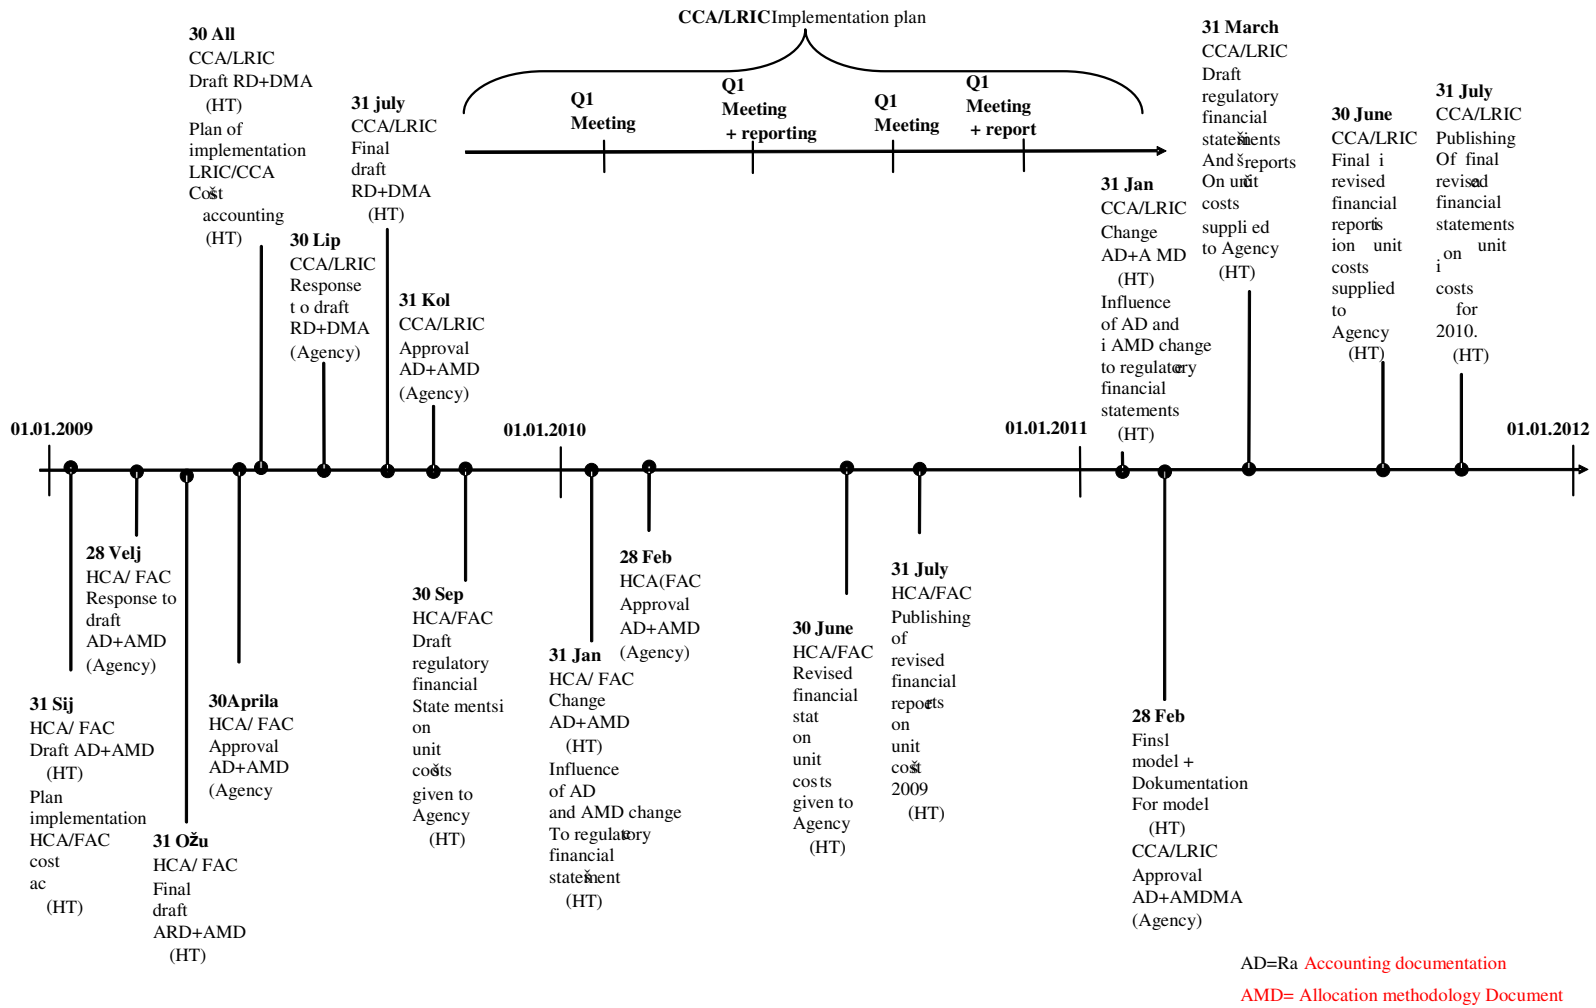 CCA/LRICImplementation plan
30 All
CCA/LRIC
Draft RD+DMA
(HT)
Plan of
implementation
LRIC/CCA
Cost
accounting
(HT)
30 Lip
CCA/LRIC
Response
t o draft
RD+DMA
(Agency)
31 july
CCA/LRIC
Final
draft
RD+DMA
(HT)
31 Kol
CCA/LRIC
Approval
AD+AMD
(Agency)
Q1
Meeting
Q1
Meeting
+ reporting
Q1
Meeting
Q1
Meeting
+ report
31 Jan
CCA/LRIC
Change
AD+A MD
(HT)
Influence
of AD and
i AMD change
to regulatory
financial
statements
(HT)
31 March
CCA/LRIC
Draft
regulatory
financial
statements
And reports
On unit
costs
suppli ed
to Agency
(HT)
30 June
CCA/LRIC
Final i
revised
financial
reports
ion unit
costs
supplied
to
Agency
(HT)
31 July
CCA/LRIC
Publishing
Of final
revised
financial
statements
on unit
i
costs
for
2010.
(HT)
01.01.2009
01.01.2010
01.01.2011
01.01.2012
31 Sij
HCA/ FAC
Draft AD+AMD
(HT)
Plan
implementation
HCA/FAC
cost
ac
(HT)
28 Velj
HCA/ FAC
Response to
draft
AD+AMD
(Agency)
31 Ožu
HCA/ FAC
Final
draft
ARD+AMD
(HT)
30Aprila
HCA/ FAC
Approval
AD+AMD
(Agency
30 Sep
HCA/FAC
Draft
regulatory
financial
State mentsi
on
unit
costs
given to
Agency
(HT)
31 Jan
HCA/ FAC
Change
AD+AMD
(HT)
Influence
of AD
and AMD change
To regulatory
financial
statement
(HT)
28 Feb
HCA(FAC
Approval
AD+AMD
(Agency)
30 June
HCA/FAC
Revised
financial
stat
on
unit
cos ts
given to
Agency
(HT)
31 July
HCA/FAC
Publishing
of
revised
financial
reports
on
unit
cost
2009
(HT)
28 Feb
Finsl
model +
Dokumentation
For model
(HT)
CCA/LRIC
Approval
AD+AMDMA
(Agency)
AD=Ra Accounting documentation
AMD= Allocation methodology Document